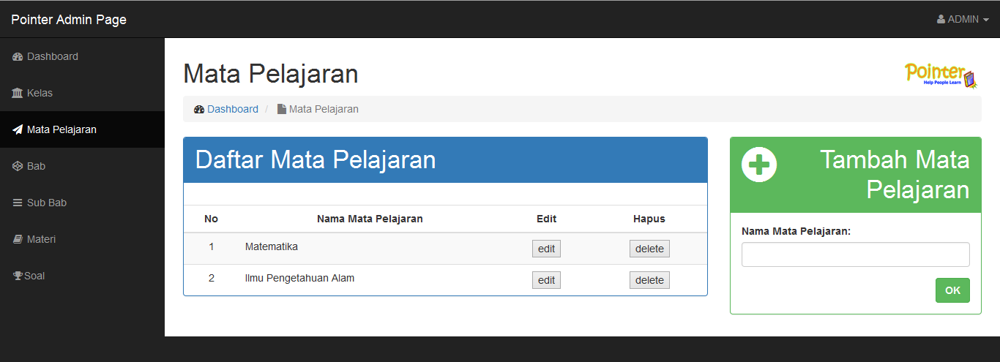 Pointer Admin Page
ADMIN
Dashboard
Kelas
Mata Pelajaran
Bab
Sub Bab
Materi
Soal
Mata Pelajaran
Pointer
Help People Learn
Dashboard / Mata Pelajaran
Daftar Mata Pelajaran
No Nama Mata Pelajaran Edit Hapus
1 Matematika edit delete
2 Ilmu Pengetahuan Alam edit delete
Tambah Mata
Pelajaran
Nama Mata Pelajaran:
OK